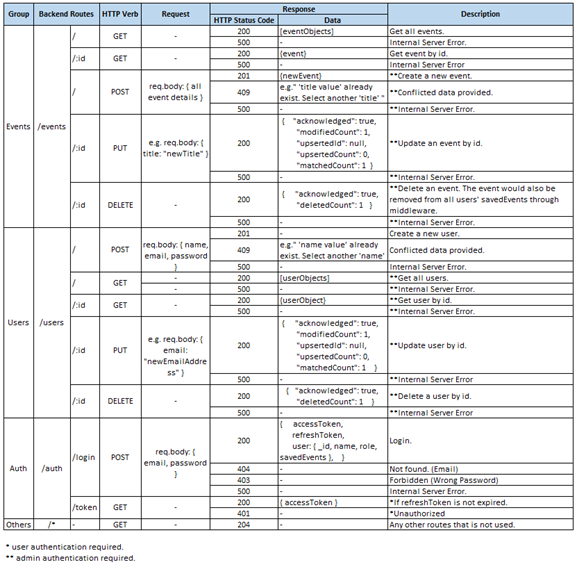 Group Backend Routes HTTP Verb Request Response Description
HTTP Status Code Data
Events /events / GET - 200 [eventObjects] Get all events.
500 - Internal Server Error.
/:id GET - 200 {event} Get event by id.
500 - Internal Server Error
/ POST req.body: { all event details } 201 {newEvent} **Create a new event.
409 e.g." 'title value' already
exist. Select another 'title' " **Conflicted data provided.
500 - **Internal Server Error.
/:id PUT e.g. req.body: {
title: "newTitle" } 200 { "acknowledged": true,
"modifiedCount": 1,
"upsertedId": null,
"upsertedCount": 0,
"matchedCount": 1 } **Update an event by id.
500 - **Internal Server Error.
/:id DELETE - 200 { "acknowledged": true,
"deletedCount": 1 } **Delete an event. The event would also be
removed from all users' savedEvents through
middleware.
500 - **Internal Server Error.
Users /users / POST req.body: { name,
email, password
} 201 - Create a new user.
409 e.g." 'name value' already
exist. Select another 'name' Conflicted data provided.
500 - Internal Server Error.
/ GET - 200 [userObjects] **Get all users.
- 500 - **Internal Server Error.
/:id GET - 200 {userObject} **Get user by id.
500 - **Internal Server Error.
/:id PUT e.g. req.body: {
email:
"newEmailAddre
ss" } 200 { "acknowledged": true,
"modifiedCount": 1,
"upsertedId": null,
"upsertedCount": 0,
"matchedCount": 1 } **Update user by id.
500 - **Internal Server Error
/:id DELETE - 200 { "acknowledged": true,
"deletedCount": 1 } **Delete a user by id.
500 - **Internal Server Error
Auth /auth /login POST req.body: {
email, password } 200 { accessToken,
refreshToken,
user: { _id, name, role,
savedEvents }, } Login.
404 - Not found. (Email)
403 - Forbidden (Wrong Password)
500 - Internal Server Error.
/token GET - 200 { accessToken } *If refreshToken is not expired.
401 - *Unauthorized
Others /* - GET - 204 - Any other routes that is not used.
* user authentication required.
** admin authentication required.